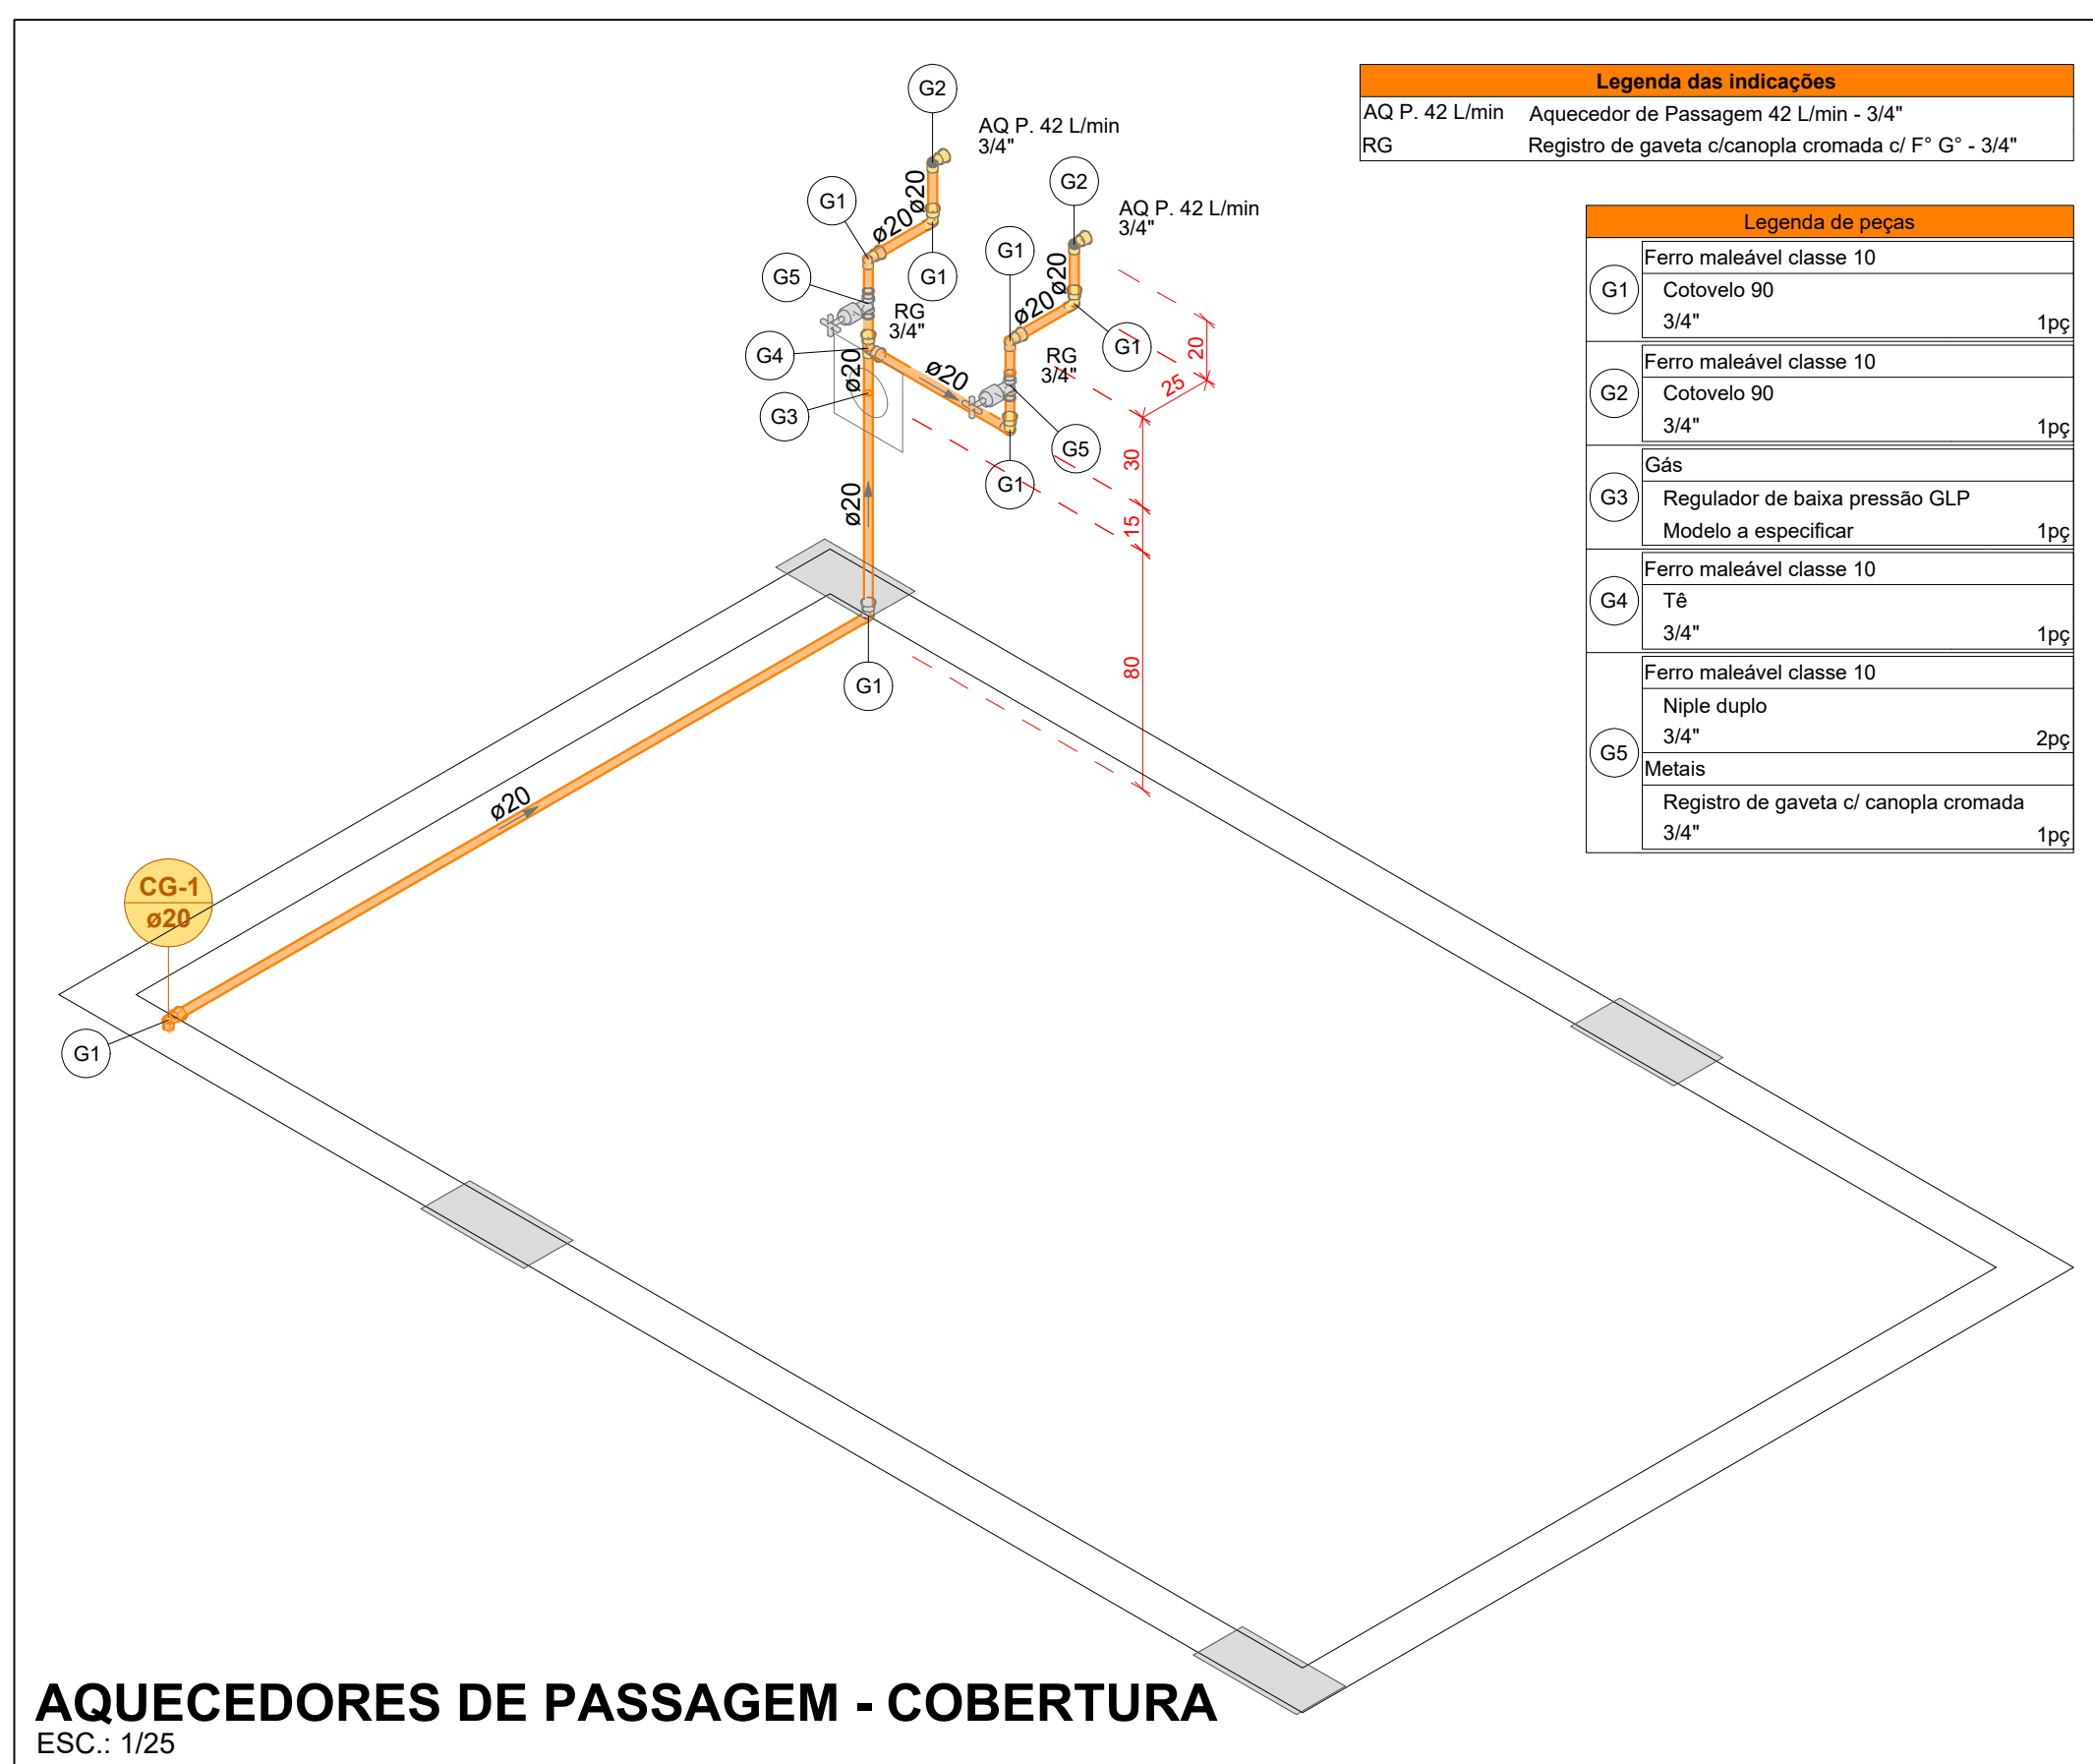 Legenda das indicações
AQ P. 42 L/min Aquecedor de Passagem 42 L/min - 3/4"
RG Registro de gaveta c/canopla cromada c/ F° G° - 3/4"
Legenda de peças
G1
Ferro maleável classe 10
Cotovelo 90
3/4" 1pç
G2
Ferro maleável classe 10
Cotovelo 90
3/4" 1pç
G3
Gás
Regulador de baixa pressão GLP
Modelo a especificar 1pç
G4
Ferro maleável classe 10
Tê
3/4" 1pç
G5
Ferro maleável classe 10
Niple duplo
3/4" 2pç
Metais
Registro de gaveta c/ canopla cromada
3/4" 1pç
G2
AQ P. 42 L/min
3/4"
ø20
G1
ø20
G1
G5
RG
3/4"
G4
ø20
G3
ø20
G2
AQ P. 42 L/min
3/4"
G1
ø20
ø20
G1
RG
3/4"
ø20
G5
G1
20
25
30
15
80
ø20
G1
ø20
CG-1
ø20
G1
AQUECEDORES DE PASSAGEM - COBERTURA
ESC.: 1/25